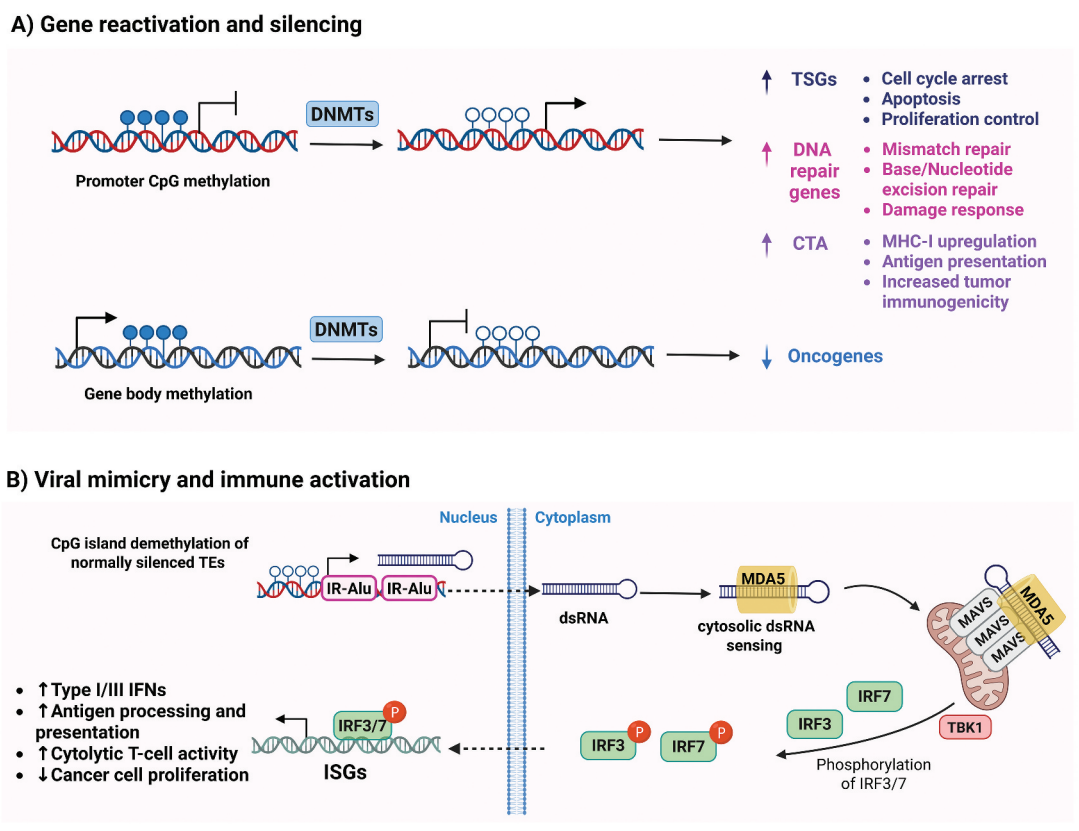 A) Gene reactivation and silencing
DNMTs
Promoter CpG methylation
↑ TSGs
• Cell cycle arrest
• Apoptosis
• Proliferation control
↑ DNA
repair
genes
• Mismatch repair
• Base/Nucleotide
excision repair
• Damage response
↑ CTA
• MHC-I upregulation
• Antigen presentation
• Increased tumor
immunogenicity
DNMTs
Gene body methylation
↓ Oncogenes
B) Viral mimicry and immune activation
Nucleus
Cytoplasm
CpG island demethylation of
normally silenced TEs
IR-Alu
IR-Alu
dsRNA
MDA5
cytosolic dsRNA
sensing
MAVS
MAVS
MAVS
MDA5
TBK1
IRF7
IRF3
Phosphorylation
of IRF3/7
IRF3
P
IRF7
P
IRF3/7
P
ISGs
• ↑Type I/III IFNs
• ↑Antigen processing and
presentation
• ↑Cytolytic T-cell activity
• ↓Cancer cell proliferation